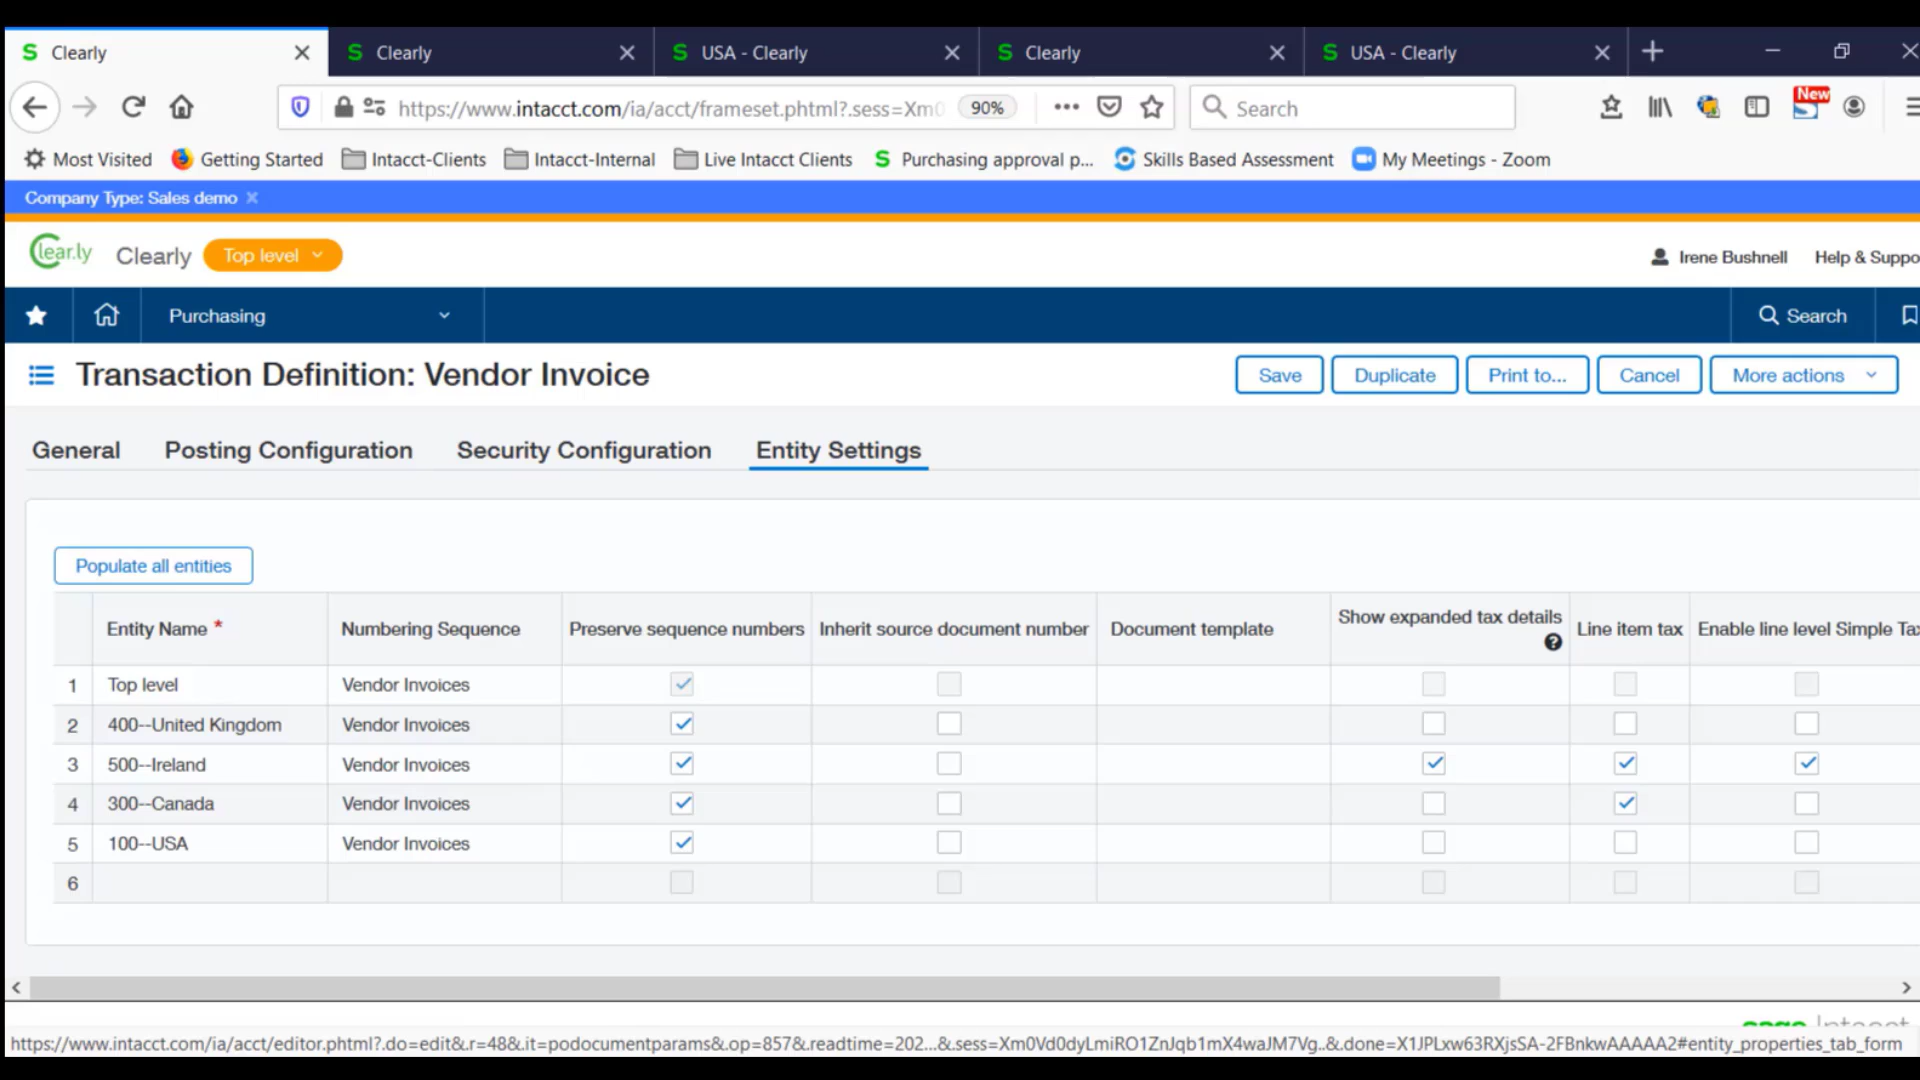 Clearly
Clearly
USA - Clearly
Clearly
USA - Clearly
https://www.intacct.com/ia/acct/frameset.phtml?.sess=Xm0
90%
Search
New
Most Visited
Getting Started
Intacct-Clients
Intacct-Internal
Live Intacct Clients
Purchasing approval p...
Skills Based Assessment
My Meetings - Zoom
Company Type: Sales demo
Clear.ly
Clearly
Top level
Irene Bushnell
Help & Suppo
Purchasing
Search
Transaction Definition: Vendor Invoice
Save
Duplicate
Print to...
Cancel
More actions
General
Posting Configuration
Security Configuration
Entity Settings
Populate all entities
Entity Name *
Numbering Sequence
Preserve sequence numbers
Inherit source document number
Document template
Show expanded tax details
Line item tax
Enable line level Simple Tax
1 Top level Vendor Invoices
2 400--United Kingdom Vendor Invoices
3 500--Ireland Vendor Invoices
4 300--Canada Vendor Invoices
5 100--USA Vendor Invoices
6
https://www.intacct.com/ia/acct/editor.phtml?.do=edit&.r=48&.it=podocumentparams&.op=857&.readtime=202...&.sess=Xm0Vd0dyLmiRO1ZnJqb1mX4waJM7Vg..&.done=X1JPLxw63RXjsSA-2FBnkwAAAAA2#entity_properties_tab_form